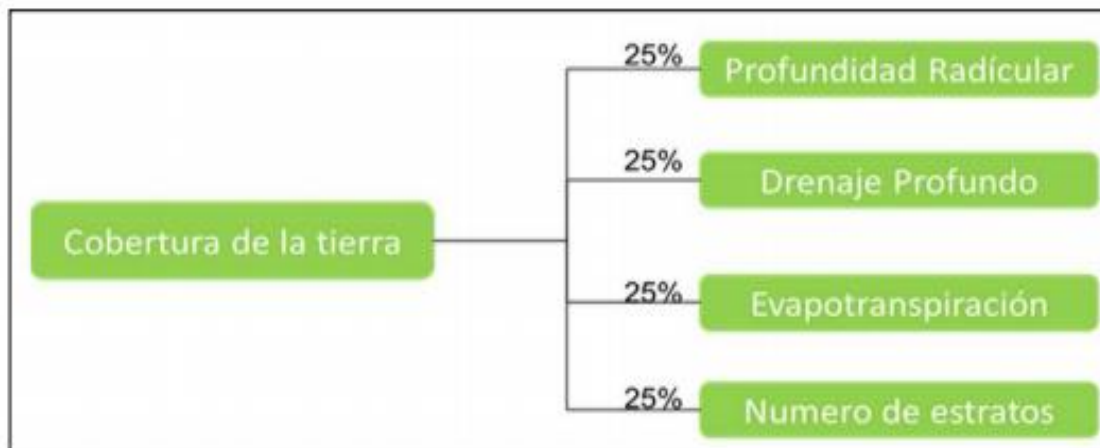 25%
Profundidad Radícular
25%
Drenaje Profundo
Cobertura de la tierra
25%
Evapotranspiración
25%
Numero de estratos